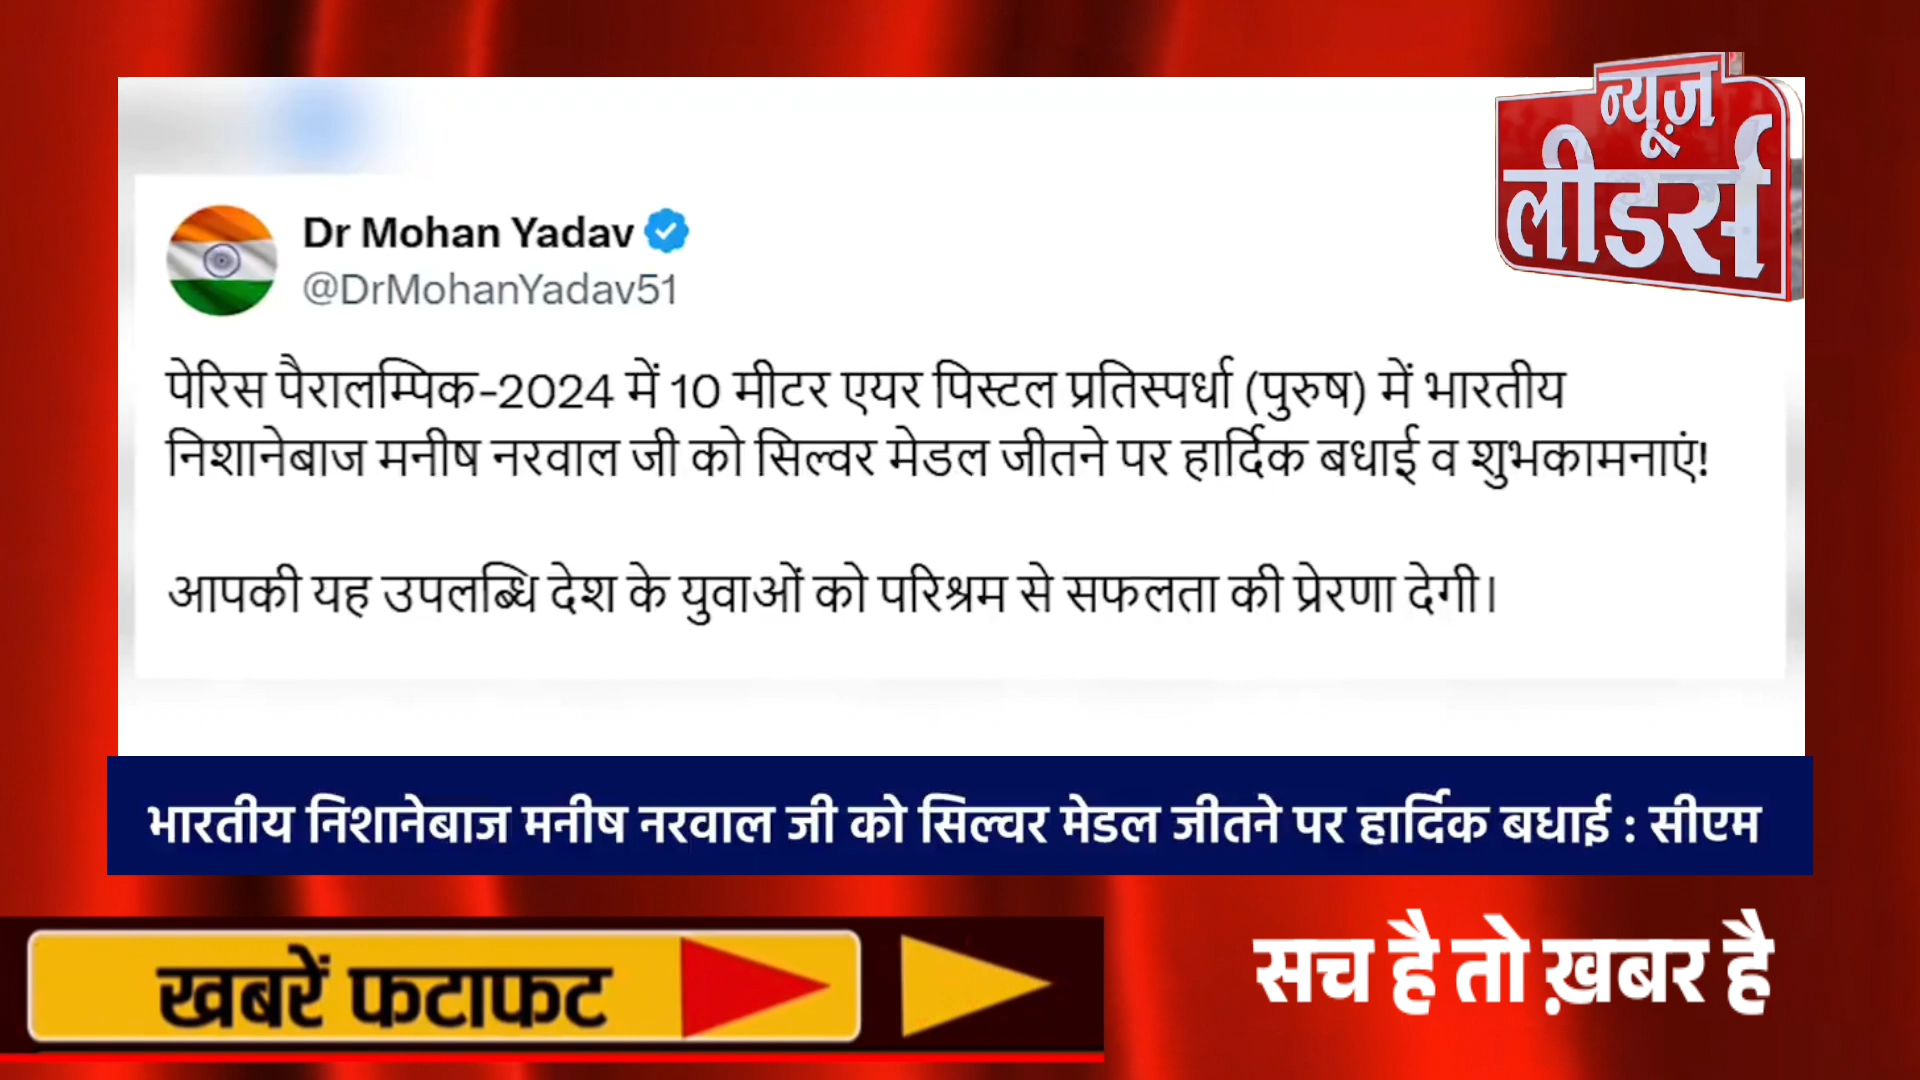 न्यूज़
लीडर्स
Dr Mohan Yadav
@DrMohanYadav51
पेरिस पैरालम्पिक-2024 में 10 मीटर एयर पिस्टल प्रतिस्पर्धा (पुरुष) में भारतीय
निशानेबाज मनीष नरवाल जी को सिल्वर मेडल जीतने पर हार्दिक बधाई व शुभकामनाएं!
आपकी यह उपलब्धि देश के युवाओं को परिश्रम से सफलता की प्रेरणा देगी।
भारतीय निशानेबाज मनीष नरवाल जी को सिल्वर मेडल जीतने पर हार्दिक बधाई : सीएम
खबरें फटाफट
सच है तो ख़बर है